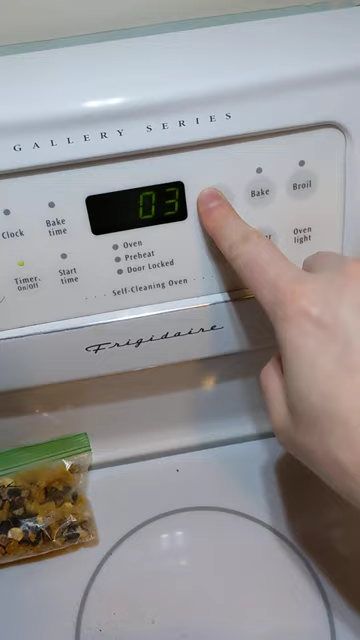 GALLERY SERIES
03
Bake
Broil
Clock
Bake
time
Oven
Preheat
Door Locked
Timer
On/Off
Start
time
Oven
light
Self-Cleaning Oven
Frigidaire